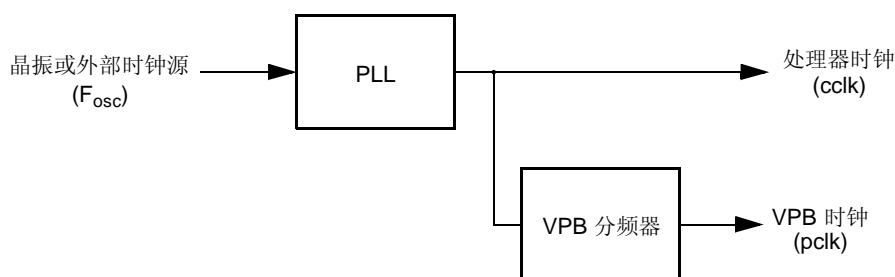 晶振或外部时钟源
(Fosc)
PLL
处理器时钟
(cclk)
VPB 分频器
VPB 时钟
(pclk)